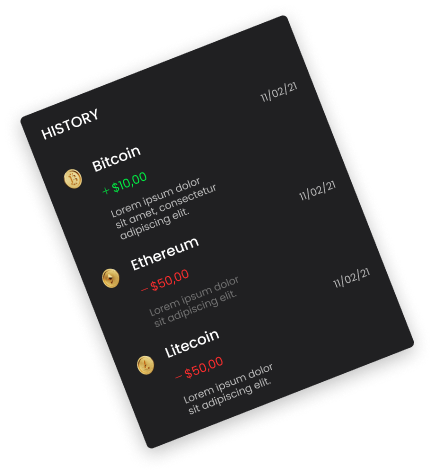 HISTORY
Bitcoin
11/02/21
+ $10,00
Lorem ipsum dolor
sit amet, consectetur
adipiscing elit.
Ethereum
11/02/21
– $50,00
Lorem ipsum dolor
sit adipiscing elit.
Litecoin
11/02/21
– $50,00
Lorem ipsum dolor
sit adipiscing elit.